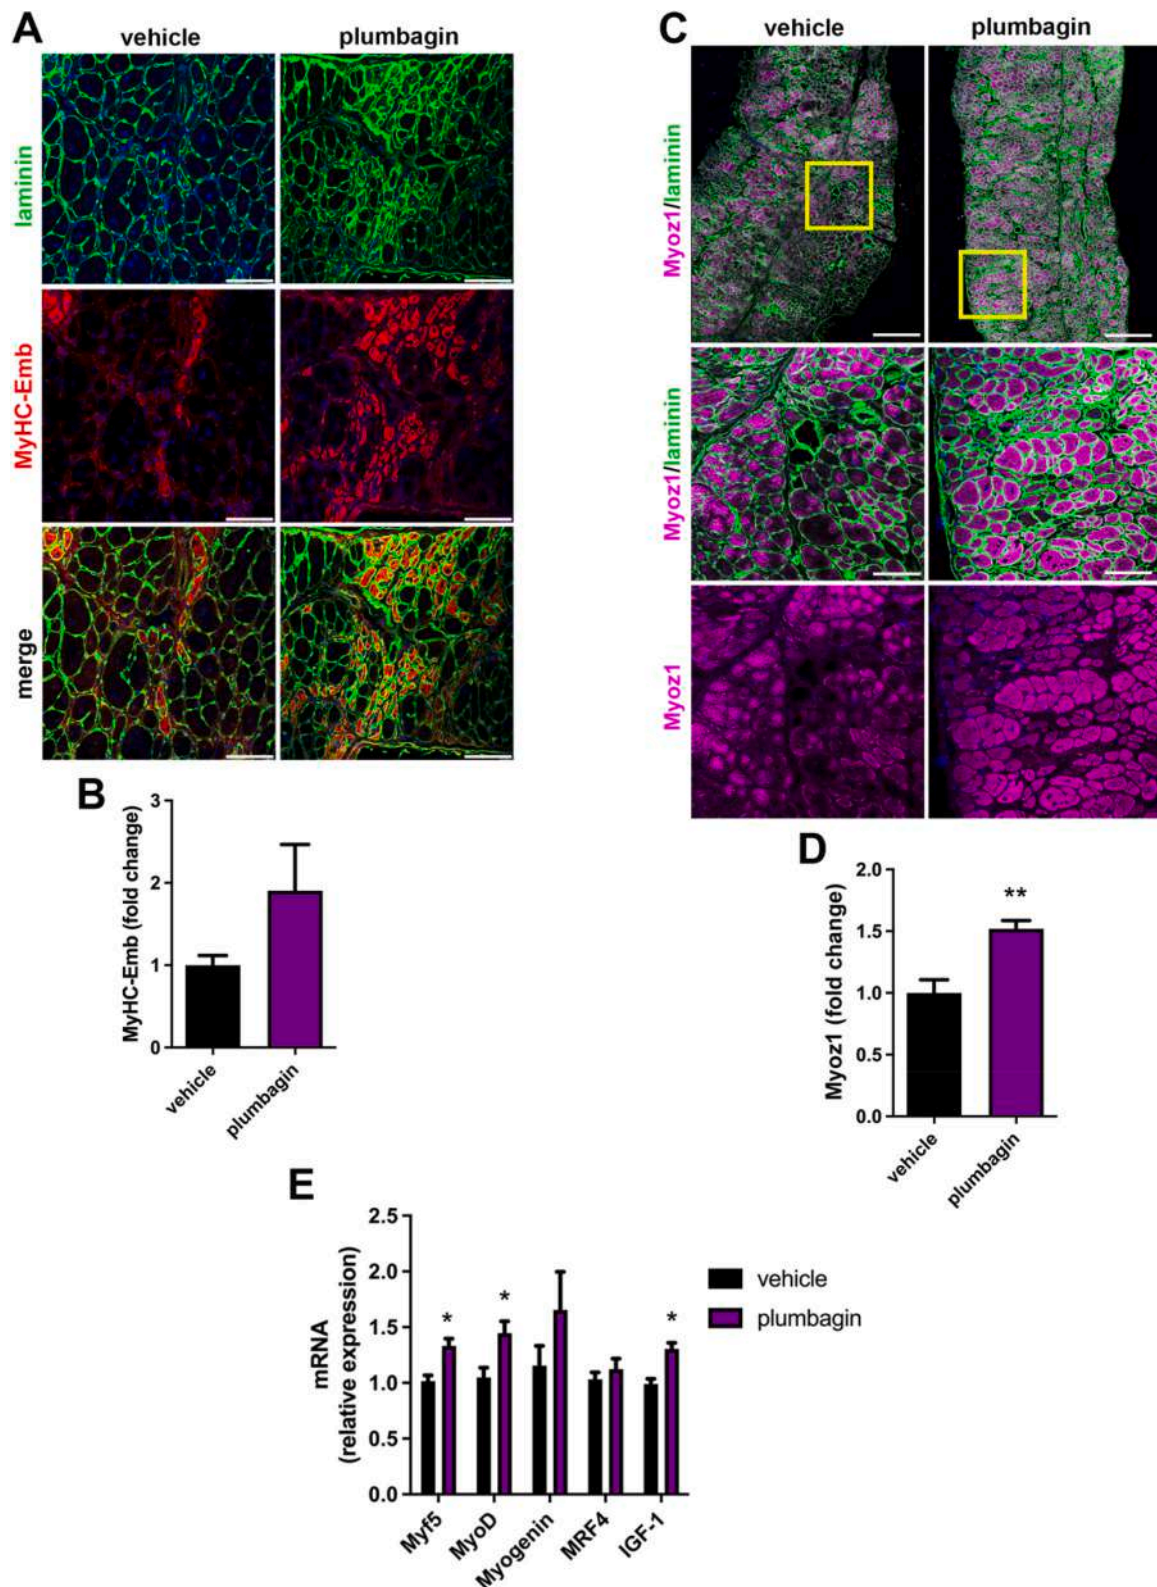 A
vehicle
plumbagin
laminin
MyHC-Emb
merge
B
MyHC-Emb (fold change)
3
2
1
0
vehicle
plumbagin
C
vehicle
plumbagin
Myoz1/laminin
Myoz1/laminin
Myoz1
D
Myoz1 (fold change)
2.0
1.5
1.0
0.5
0.0
**
vehicle
plumbagin
E
mRNA
(relative expression)
2.5
2.0
1.5
1.0
0.5
0.0
* * *
Myf5
MyoD
Myogenin
MRF4
IGF-1
vehicle
plumbagin